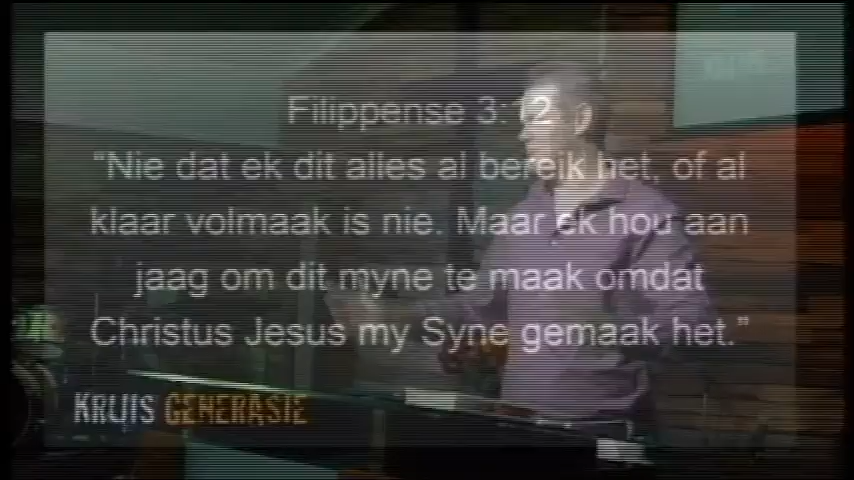 Filippense 3:12
"Nie dat ek dit alles al bereik het, of al
klaar volmaak is nie. Maar ek hou aan
jaag om dit myne te maak omdat
Christus Jesus my Syne gemaak het."
KRUIS GENERASIE